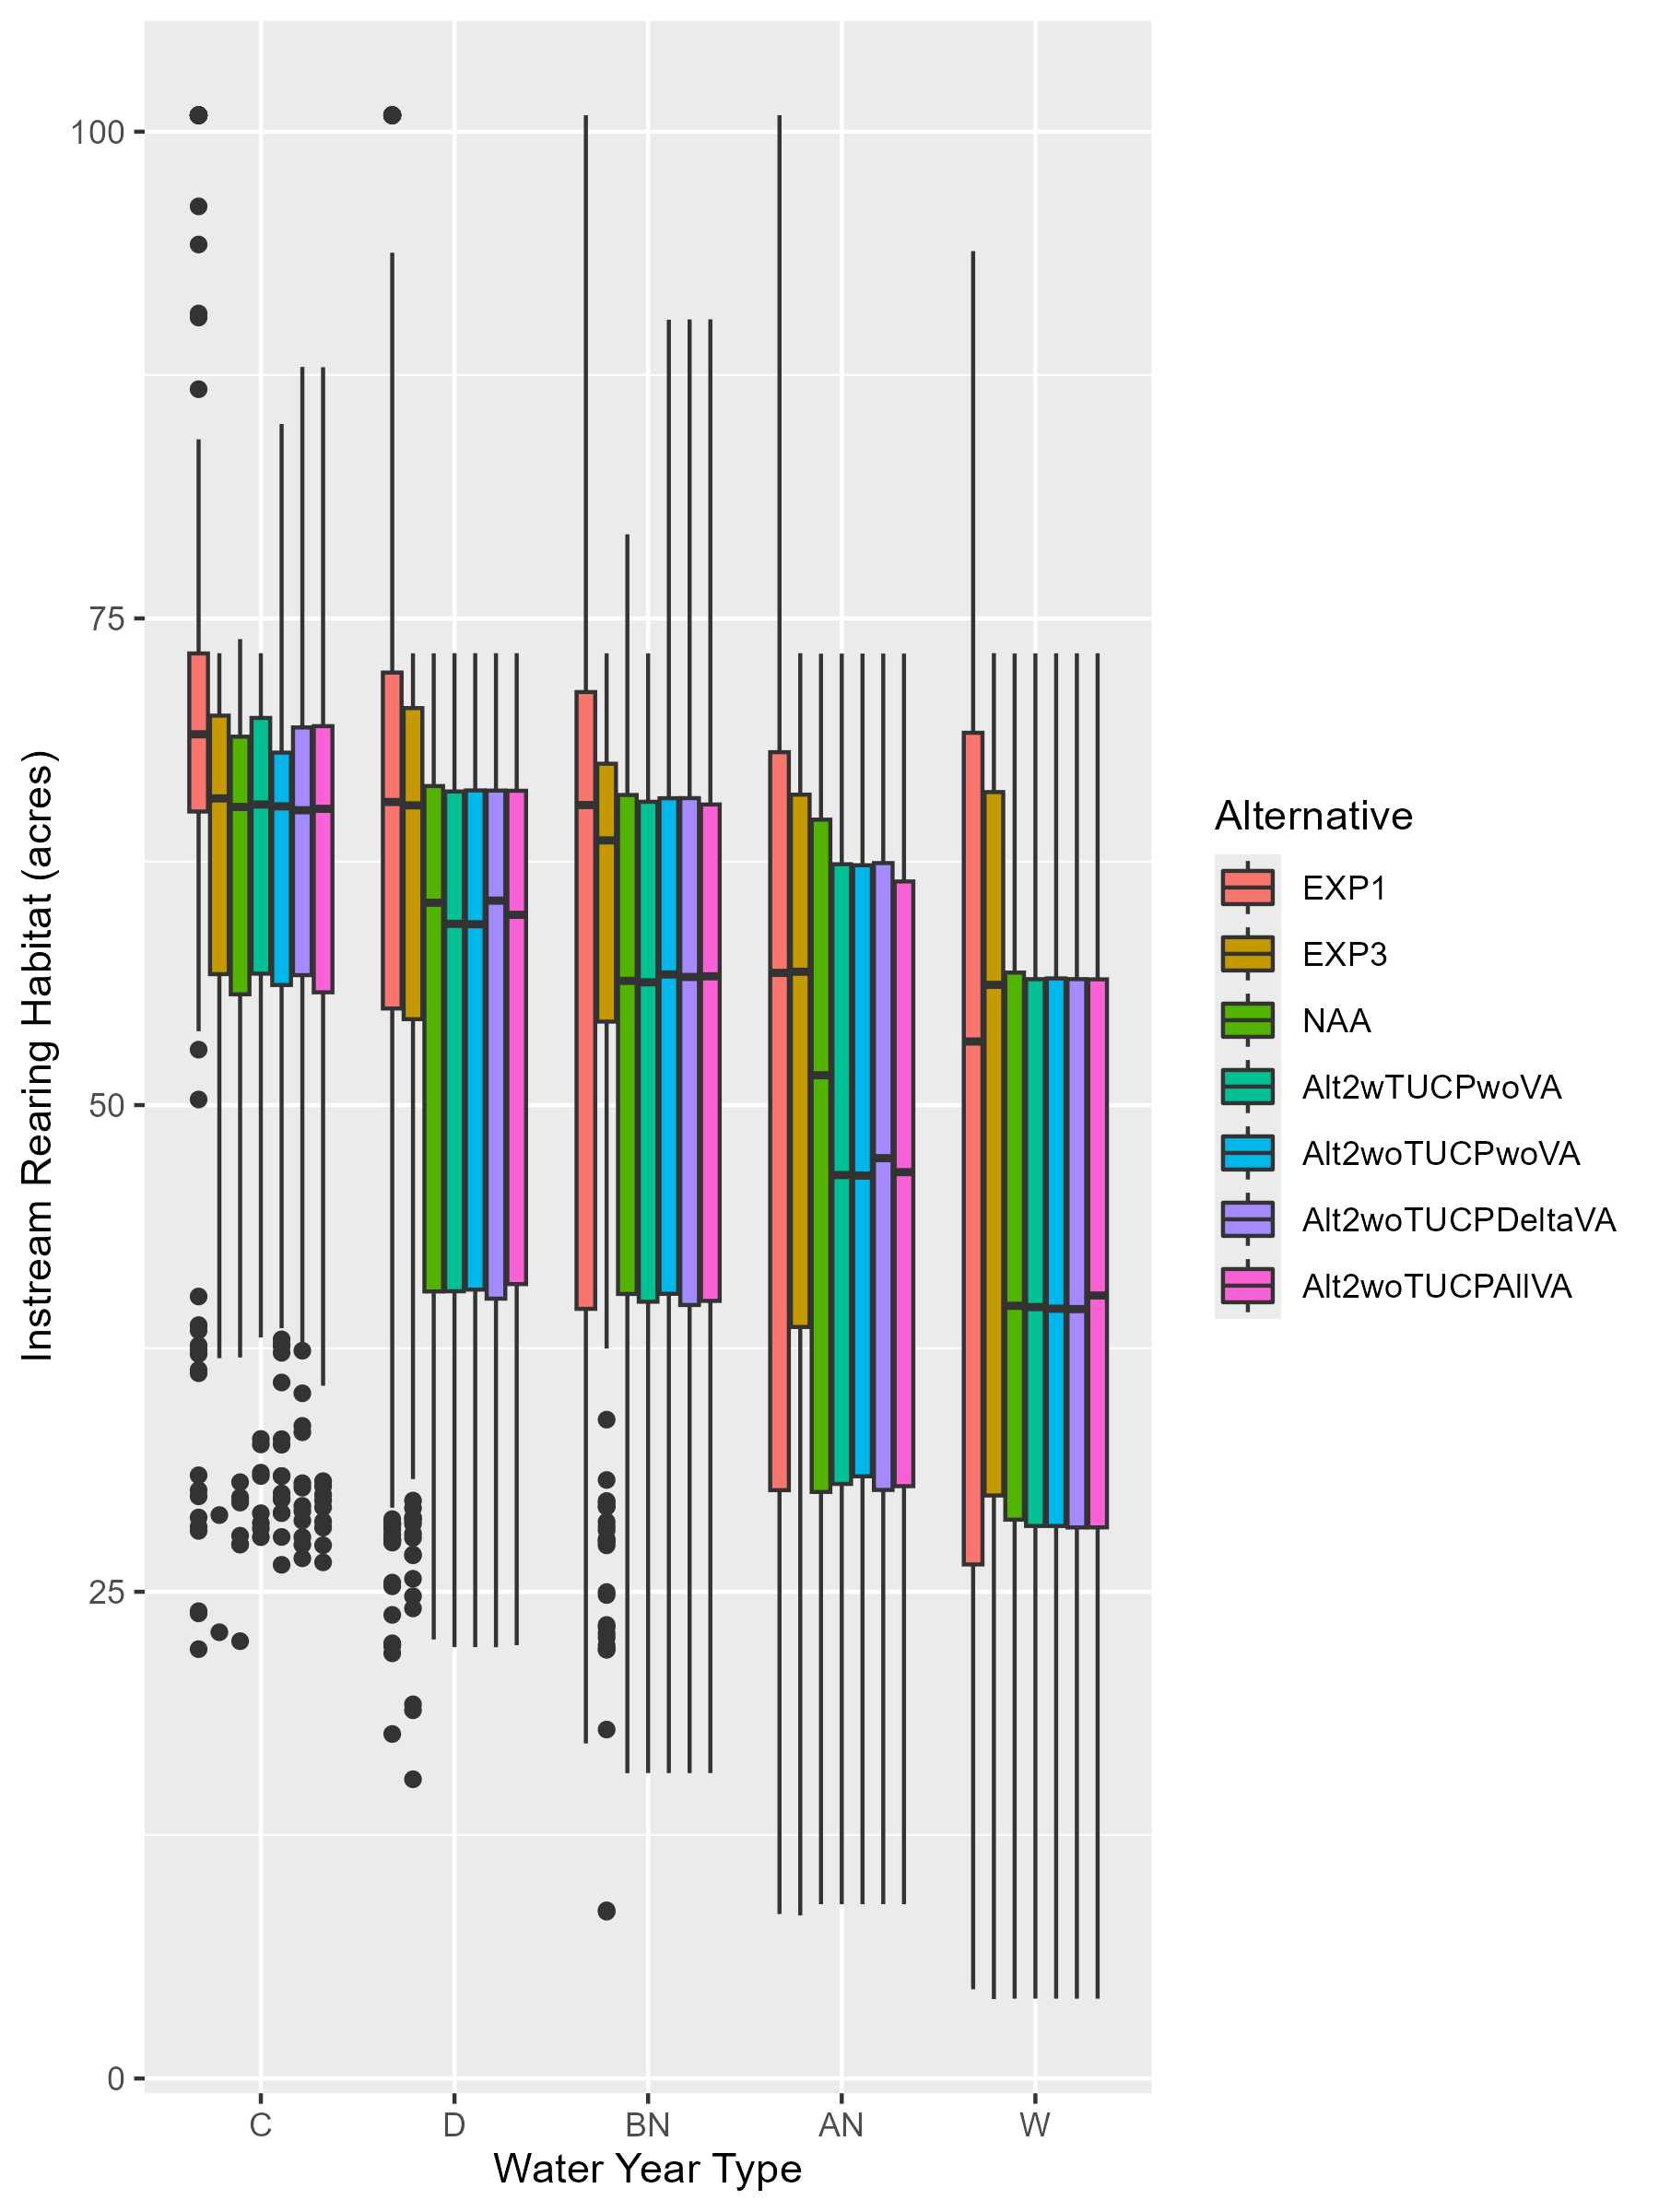 Instream Rearing Habitat (acres)
100
75
50
25
0
C D BN AN W
Water Year Type
Alternative
EXP1
EXP3
NAA
Alt2wTUCPwoVA
Alt2woTUCPwoVA
Alt2woTUCPDeltaVA
Alt2woTUCPAllVA